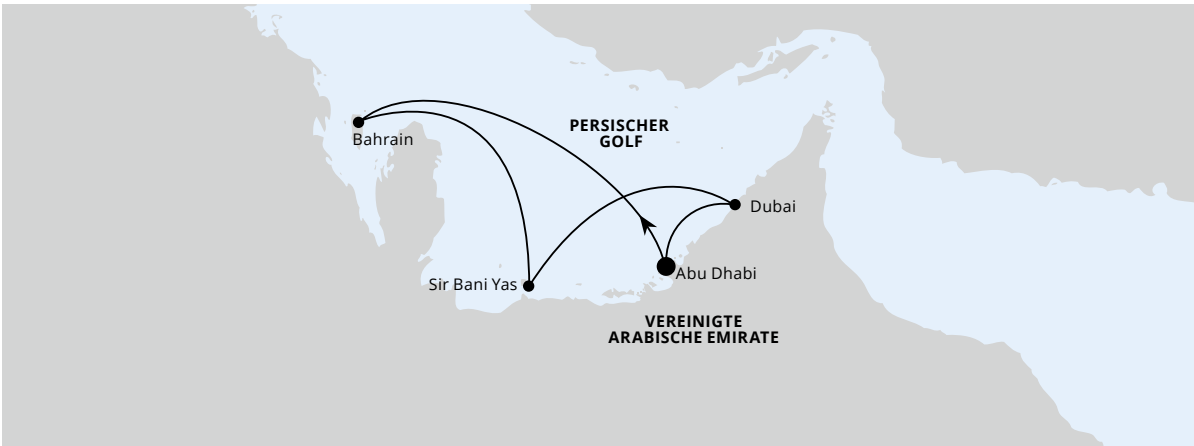 PERSISCHER
GOLF
Bahrain
Dubai
Abu Dhabi
Sir Bani Yas
VEREINIGTE
ARABISCHE EMIRATE